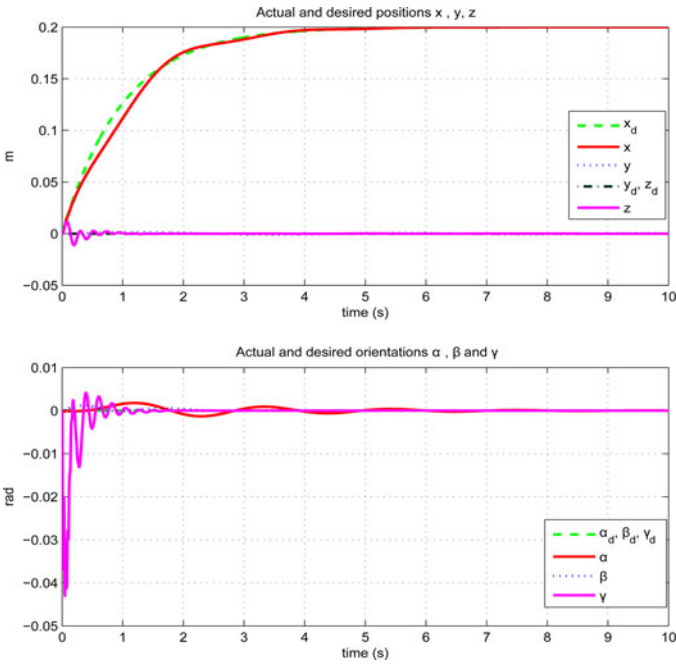 Actual and desired positions x , y, z
0.2
0.15
0.1
0.05
0
−0.05
m
x_d
x
y
y_d, z_d
z
0 1 2 3 4 5 6 7 8 9 10
time (s)
Actual and desired orientations α , β and γ
0.01
0
−0.01
−0.02
−0.03
−0.04
−0.05
rad
α_d, β_d, γ_d
α
β
γ
0 1 2 3 4 5 6 7 8 9 10
time (s)